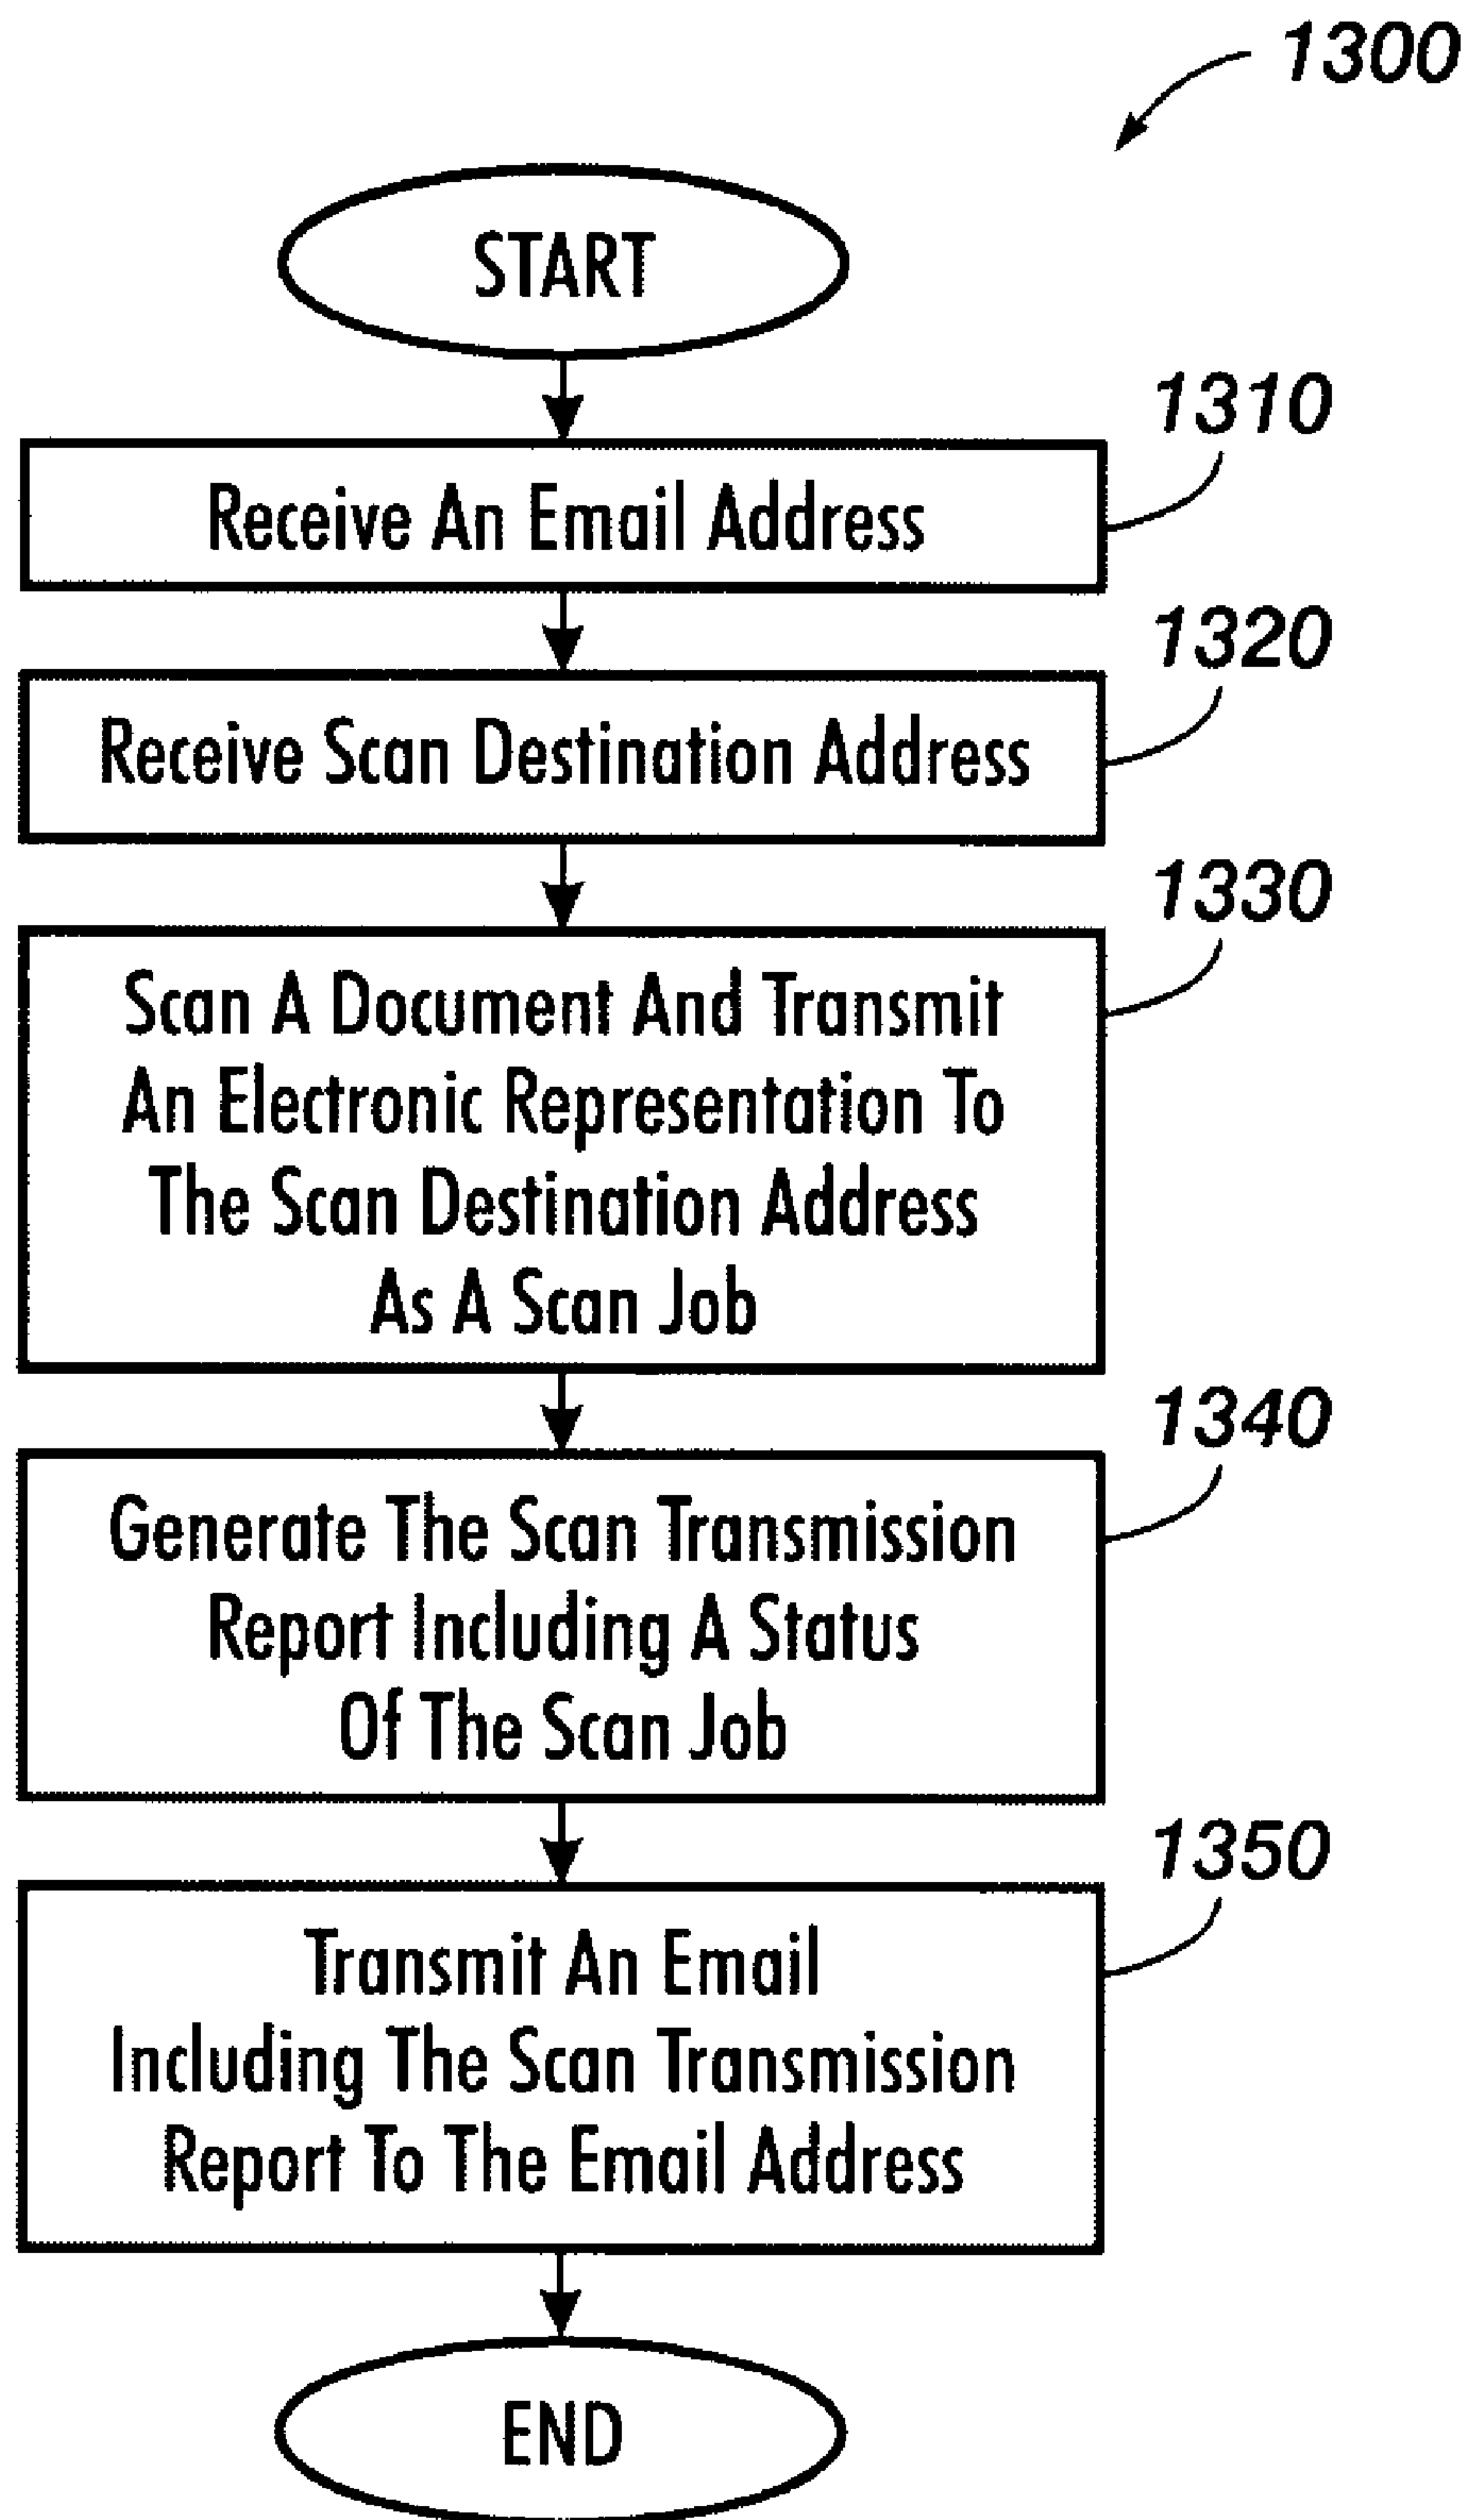 1300
START
1310
Receive An Email Address
1320
Receive Scan Destination Address
1330
Scan A Document And Transmit
An Electronic Representation To
The Scan Destination Address
As A Scan Job
1340
Generate The Scan Transmission
Report Including A Status
Of The Scan Job
1350
Transmit An Email
Including The Scan Transmission
Report To The Email Address
END